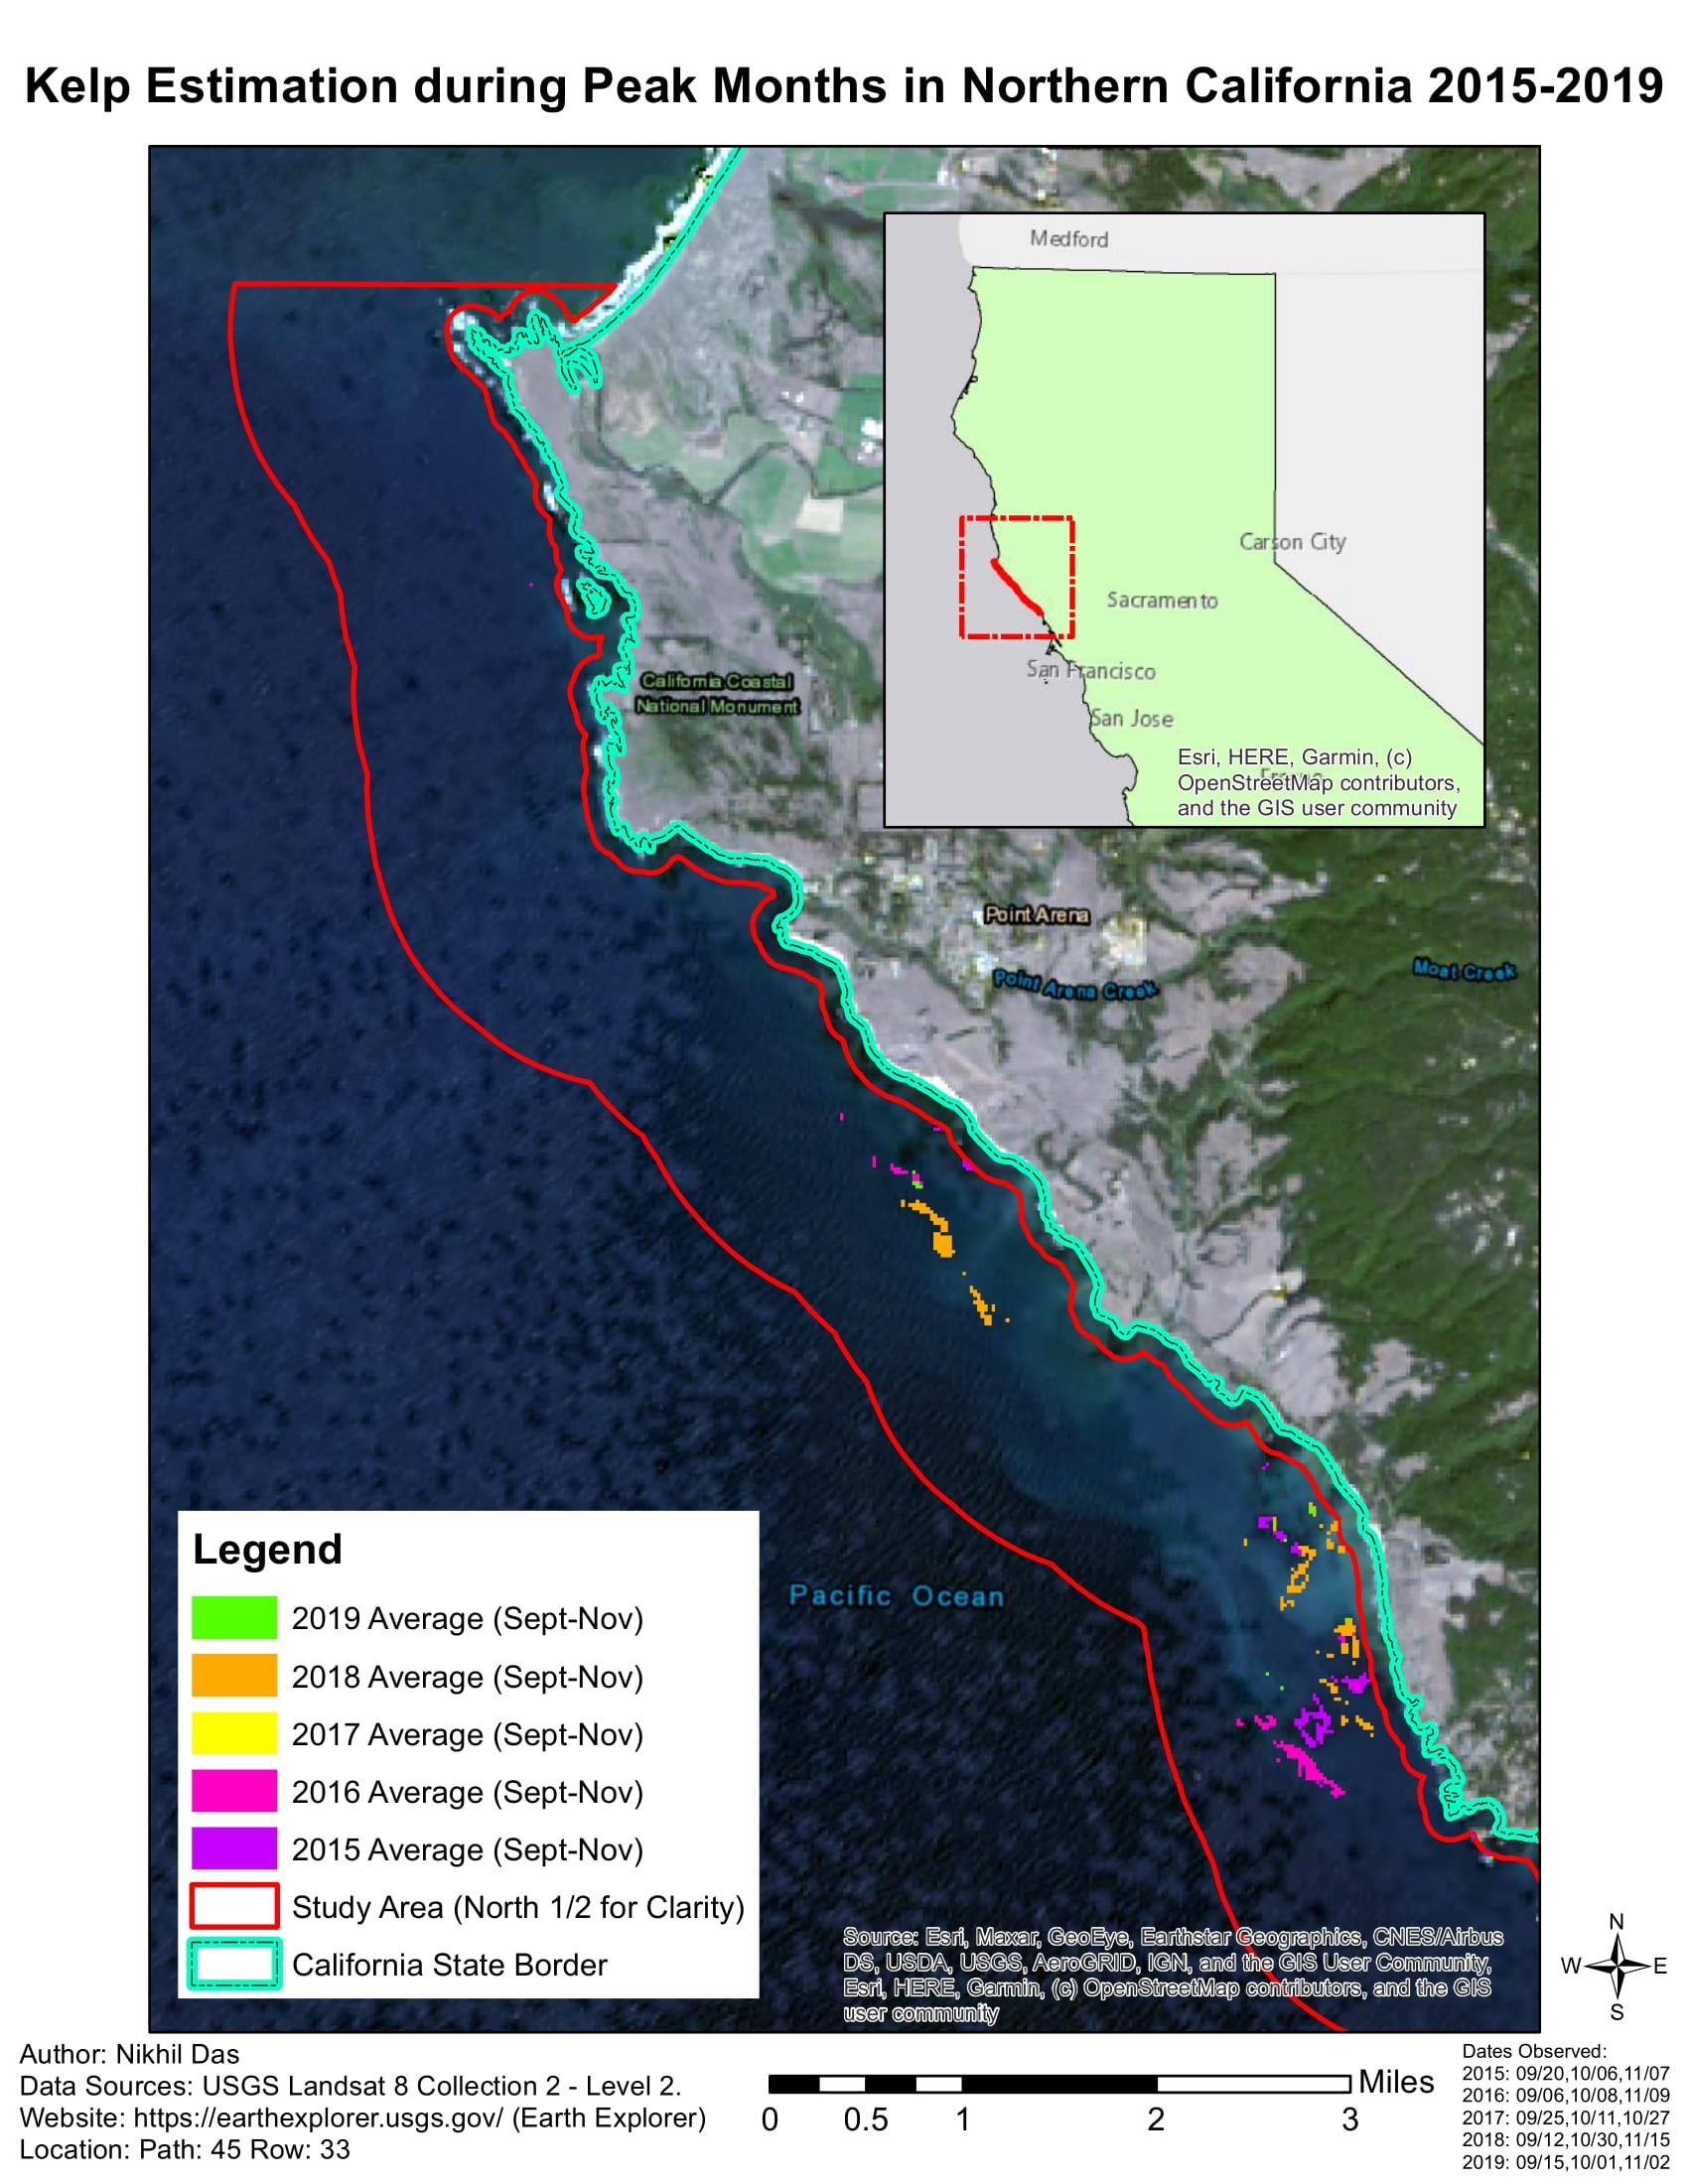 Kelp Estimation during Peak Months in Northern California 2015-2019
Medford
Carson City
Sacramento
San Francisco
San Jose
Esri, HERE, Garmin, (c)
OpenStreetMap contributors,
and the GIS user community
California Coastal
National Monument
Point Arena
Point Arena Creek
Moat Creek
Pacific Ocean
Legend
2019 Average (Sept-Nov)
2018 Average (Sept-Nov)
2017 Average (Sept-Nov)
2016 Average (Sept-Nov)
2015 Average (Sept-Nov)
Study Area (North 1/2 for Clarity)
California State Border
Source: Esri, Maxar, GeoEye, Earthstar Geographics, CNES/Airbus
DS, USDA, USGS, AeroGRID, IGN, and the GIS User Community,
Esri, HERE, Garmin, (c) OpenStreetMap contributors, and the GIS
user community
N
W E
S
Author: Nikhil Das
Data Sources: USGS Landsat 8 Collection 2 - Level 2.
Website: https://earthexplorer.usgs.gov/ (Earth Explorer)
Location: Path: 45 Row: 33
Miles
0 0.5 1 2 3
Dates Observed:
2015: 09/20,10/06,11/07
2016: 09/06,10/08,11/09
2017: 09/25,10/11,10/27
2018: 09/12,10/30,11/15
2019: 09/15,10/01,11/02